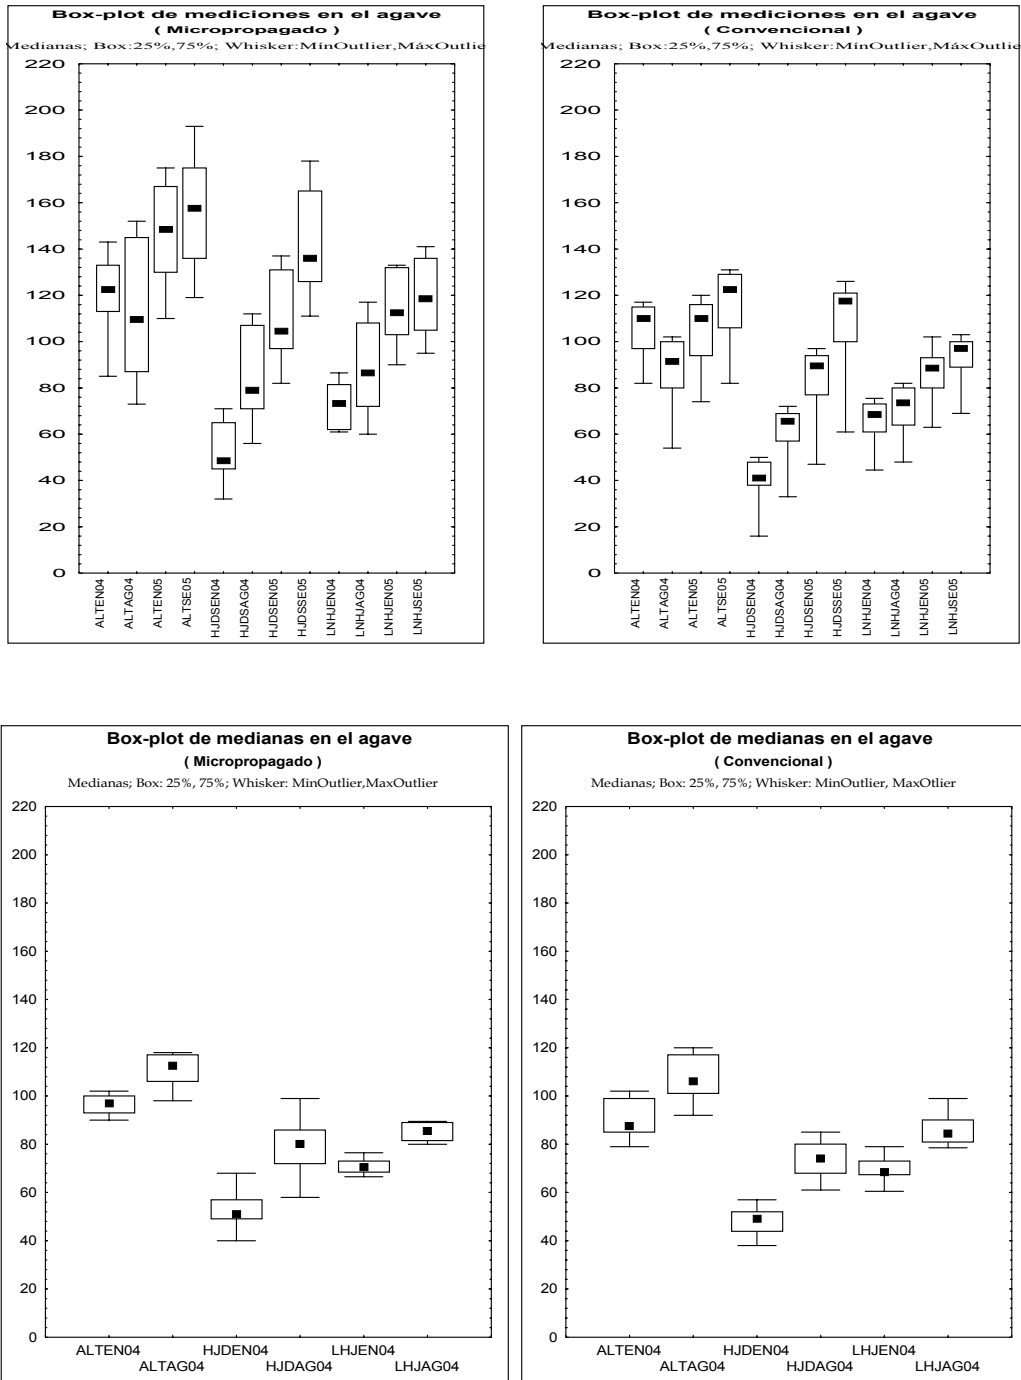 Box-plot de mediciones en el agave
( Micropropagado )
Medianas; Box:25%,75%; Whisker:MinOutlier,MáxOutlie
220
200
180
160
140
120
100
80
60
40
20
0
ALTEN04
ALTAG04
ALTEN05
ALTSE05
HJDSEN04
HJDSAG04
HJDSEN05
HJDSSE05
LNHJEN04
LNHJAG04
LNHJEN05
LNHJSE05
Box-plot de mediciones en el agave
( Convencional )
Medianas; Box:25%,75%; Whisker:MinOutlier,MáxOutlie
220
200
180
160
140
120
100
80
60
40
20
0
ALTEN04
ALTAG04
ALTEN05
ALTSE05
HJDSEN04
HJDSAG04
HJDSEN05
HJDSSE05
LNHJEN04
LNHJAG04
LNHJEN05
LNHJSE05
Box-plot de medianas en el agave
( Micropropagado )
Medianas; Box: 25%, 75%; Whisker: MinOutlier,MaxOutlier
220
200
180
160
140
120
100
80
60
40
20
0
ALTEN04 HJDEN04 LHJEN04
ALTAG04 HJDAG04 LHJAG04
Box-plot de medianas en el agave
( Convencional )
Medianas; Box: 25%, 75%; Whisker: MinOutlier, MaxOtlier
220
200
180
160
140
120
100
80
60
40
20
0
ALTEN04 HJDEN04 LHJEN04
ALTAG04 HJDAG04 LHJAG04